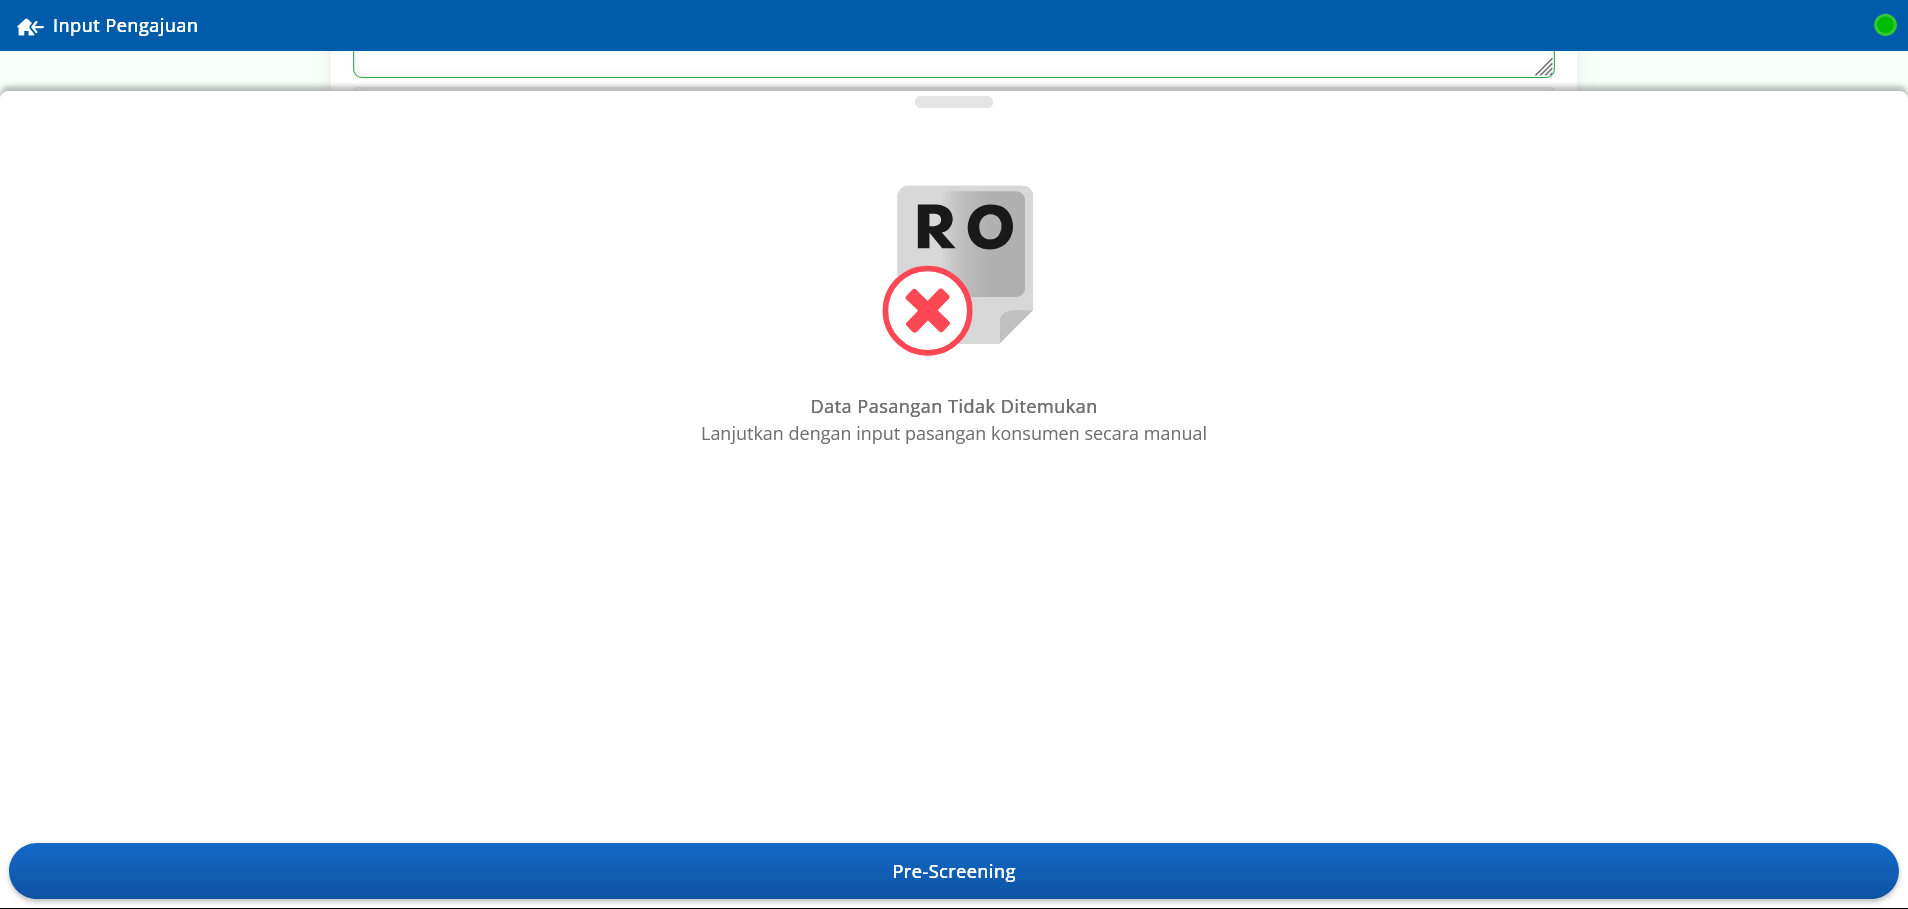 Input Pengajuan
RO
Data Pasangan Tidak Ditemukan
Lanjutkan dengan input pasangan konsumen secara manual
Pre-Screening